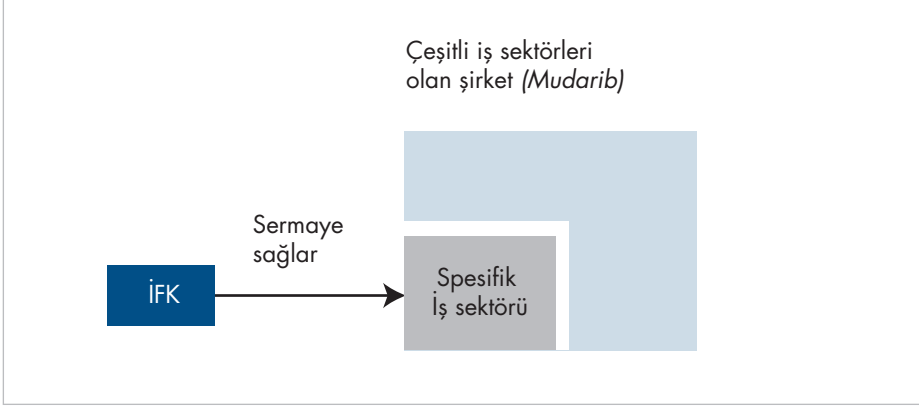 Çeşitli iş sektörleri
olan şirket (Mudarib)
Sermaye
sağlar
İFK
Spesifik
İş sektörü